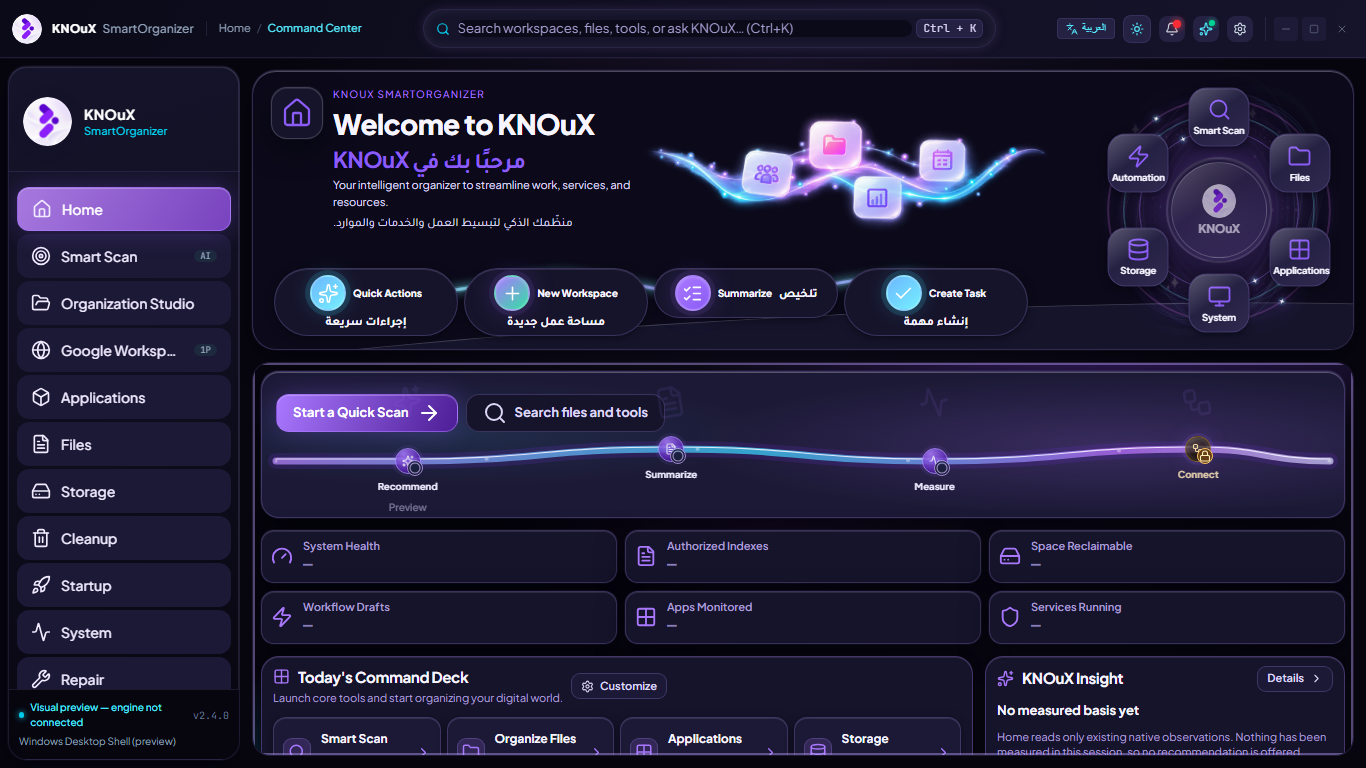 KNOuX SmartOrganizer
Home / Command Center
Search workspaces, files, tools, or ask KNOuX... (Ctrl+K)
Ctrl + K
العربية
KNOuX
SmartOrganizer
Home
Smart Scan AI
Organization Studio
Google Worksp... 1P
Applications
Files
Storage
Cleanup
Startup
System
Repair
Visual preview — engine not
connected
v2.4.0
Windows Desktop Shell (preview)
KNOUX SMARTORGANIZER
Welcome to KNOuX
مرحبًا بك في KNOuX
Your intelligent organizer to streamline work, services, and
resources.
منظّمك الذكي لتبسيط العمل والخدمات والموارد.
Quick Actions
إجراءات سريعة
New Workspace
مساحة عمل جديدة
Summarize تلخيص
Create Task
إنشاء مهمة
Smart Scan
Automation
Files
KNOuX
Storage
Applications
System
Start a Quick Scan
Search files and tools
Recommend
Preview
Summarize
Measure
Connect
System Health
—
Authorized Indexes
—
Space Reclaimable
—
Workflow Drafts
—
Apps Monitored
—
Services Running
—
Today's Command Deck
Launch core tools and start organizing your digital world.
Customize
Smart Scan
Organize Files
Applications
Storage
KNOuX Insight
Details
No measured basis yet
Home reads only existing native observations. Nothing has been
measured in this session, so no recommendation is offered.